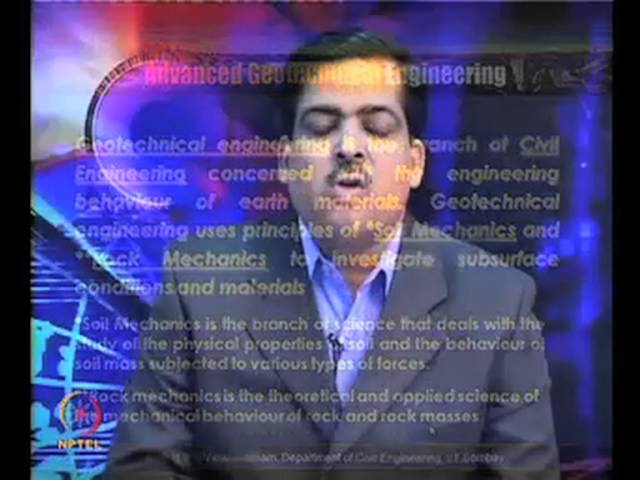 Advanced Geotechnical Engineering
Geotechnical engineering is the branch of Civil
Engineering concerned the engineering
behaviour of earth materials. Geotechnical
engineering uses principles of *Soil Mechanics and
**Rock Mechanics to investigate subsurface
conditions and materials
*Soil Mechanics is the branch of science that deals with the
study of the physical properties of soil and the behaviour of
soil mass subjected to various types of forces.
**Rock mechanics is the theoretical and applied science of
the mechanical behaviour of rock and rock masses.
NPTEL
Department of Civil Engineering, IIT Bombay